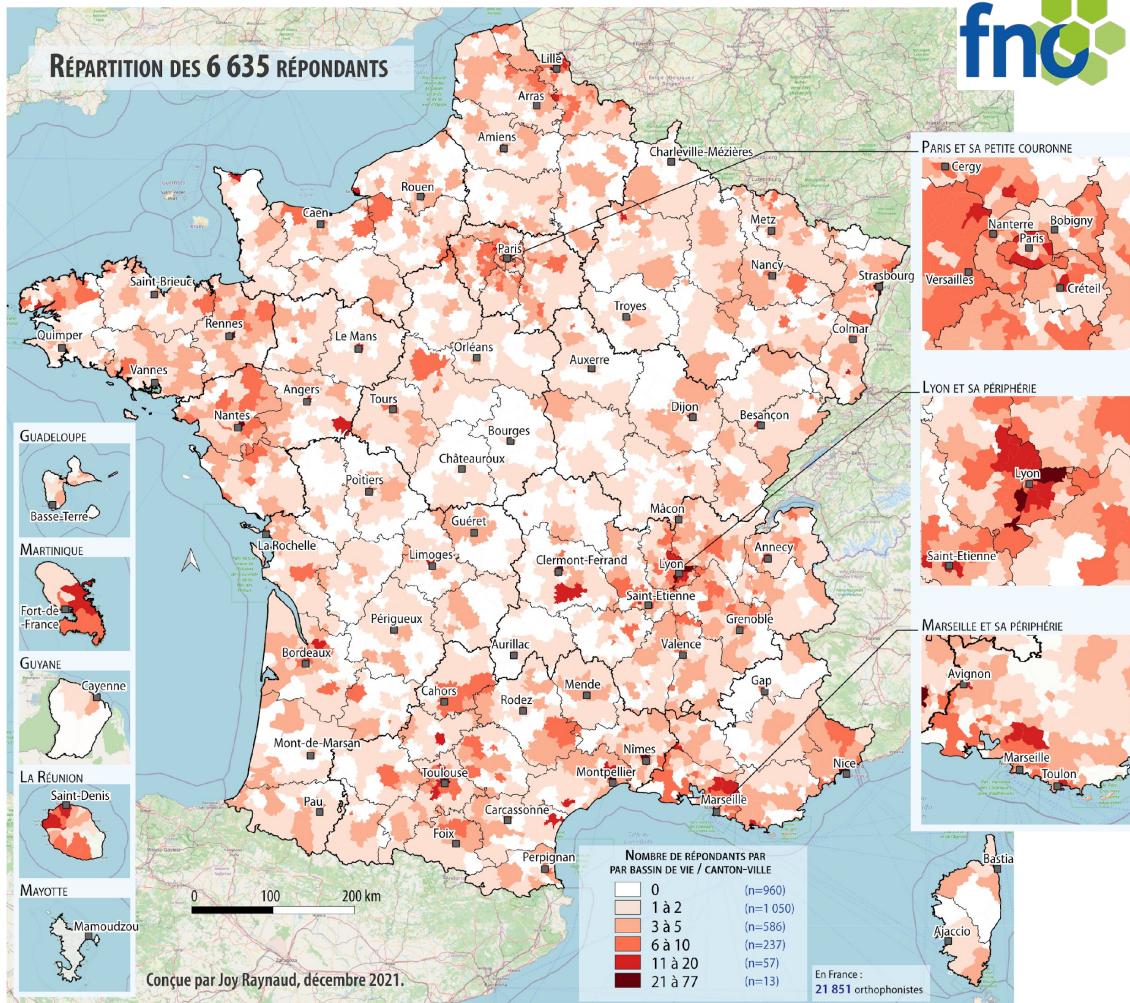 fno
RÉPARTITION DES 6 635 RÉPONDANTS
Lille
Arras
Amiens
Charleville-Mézières
Rouen
Caen
Metz
Paris
Nancy
Strasbourg
Saint-Brieuc
Troyes
Rennes
Quimper
Le Mans
Colmar
Orléans
Auxerre
Vannes
Angers
Tours
Nantes
Dijon
Besançon
Bourges
Châteauroux
Poitiers
Mâcon
Guéret
La Rochelle
Limoges
Clermont-Ferrand
Annecy
Lyon
Saint-Etienne
Périgueux
Grenoble
Aurillac
Valence
Bordeaux
Gap
Cahors
Mende
Rodez
Mont-de-Marsan
Nîmes
Toulouse
Montpellier
Nice
Pau
Carcassonne
Marseille
Foix
Perpignan
Bastia
Ajaccio
PARIS ET SA PETITE COURONNE
Cergy
Nanterre
Bobigny
Paris
Versailles
Créteil
LYON ET SA PÉRIPHÉRIE
Lyon
Saint-Etienne
MARSEILLE ET SA PÉRIPHÉRIE
Avignon
Marseille
Toulon
GUADELOUPE
Basse-Terre
MARTINIQUE
Fort-de
-France
GUYANE
Cayenne
LA RÉUNION
Saint-Denis
MAYOTTE
Mamoudzou
0 100 200 km
Conçue par Joy Raynaud, décembre 2021.
NOMBRE DE RÉPONDANTS PAR
PAR BASSIN DE VIE / CANTON-VILLE
0 (n=960)
1 à 2 (n=1 050)
3 à 5 (n=586)
6 à 10 (n=237)
11 à 20 (n=57)
21 à 77 (n=13)
En France :
21 851 orthophonistes